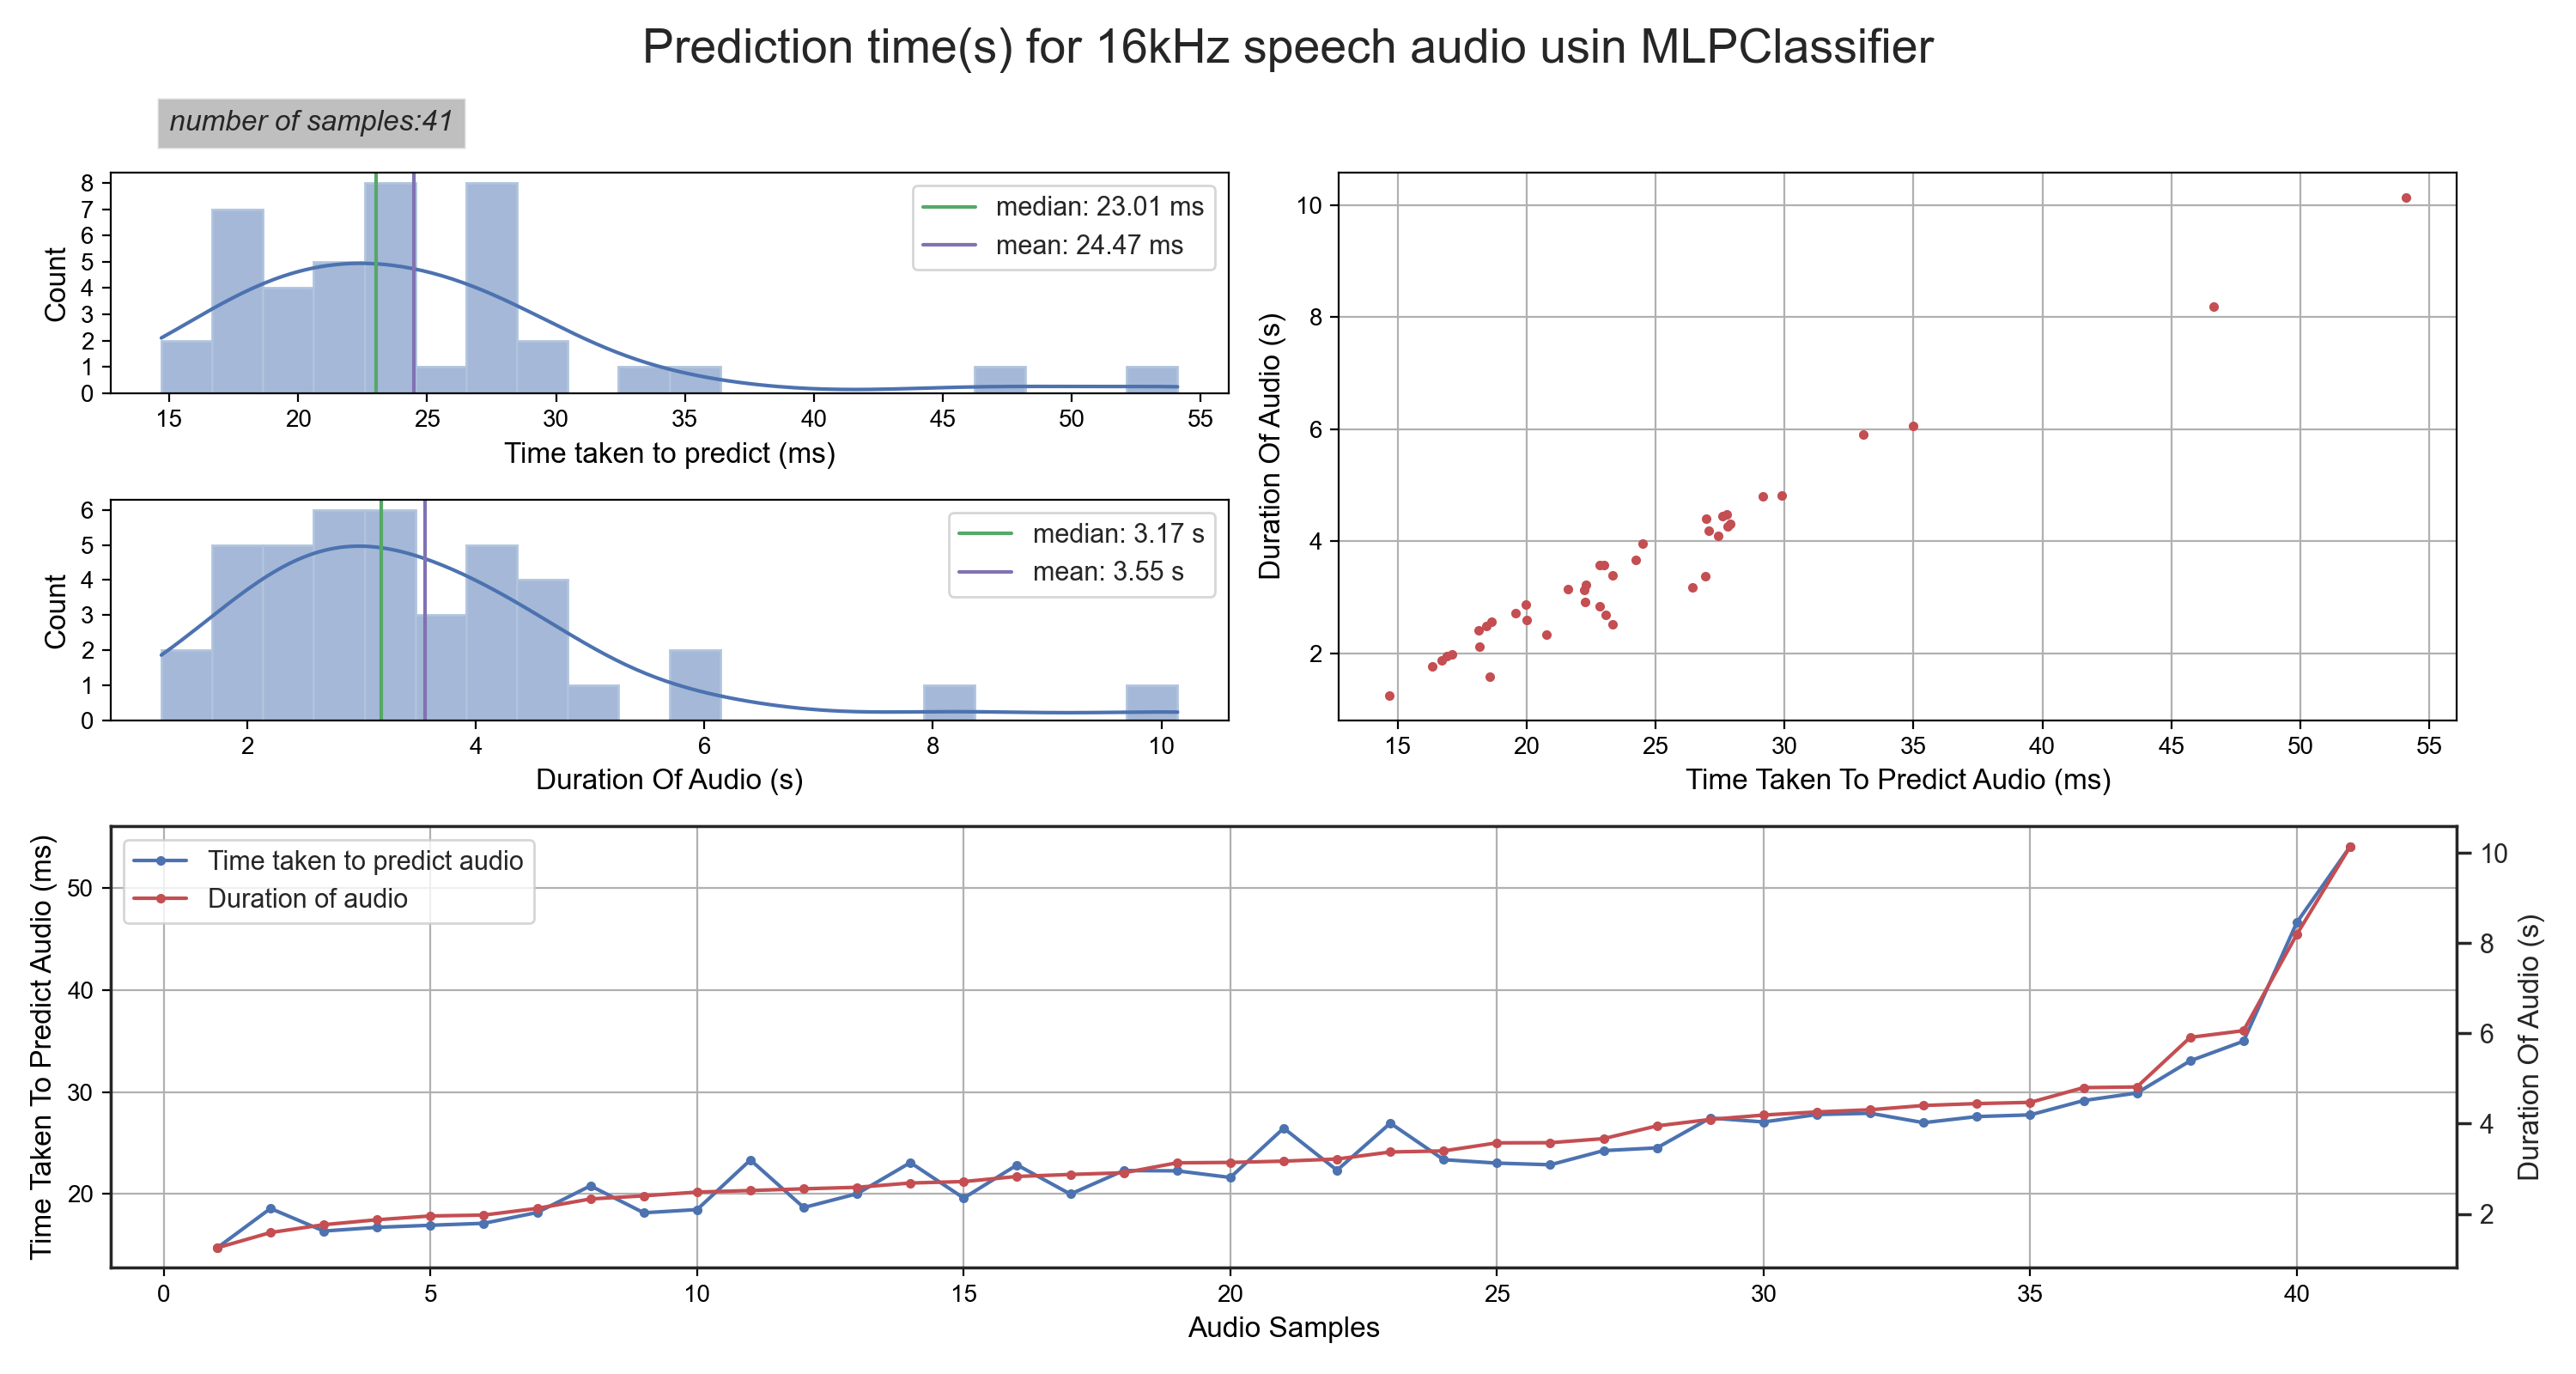 Prediction time(s) for 16kHz speech audio usin MLPClassifier
number of samples:41
Count
0
1
2
3
4
5
6
7
8
median: 23.01 ms
mean: 24.47 ms
15 20 25 30 35 40 45 50 55
Time taken to predict (ms)
Count
0
1
2
3
4
5
6
median: 3.17 s
mean: 3.55 s
2 4 6 8 10
Duration Of Audio (s)
Duration Of Audio (s)
10
8
6
4
2
15 20 25 30 35 40 45 50 55
Time Taken To Predict Audio (ms)
Time Taken To Predict Audio (ms)
50
40
30
20
Time taken to predict audio
Duration of audio
10
8
6
4
2
Duration Of Audio (s)
0 5 10 15 20 25 30 35 40
Audio Samples